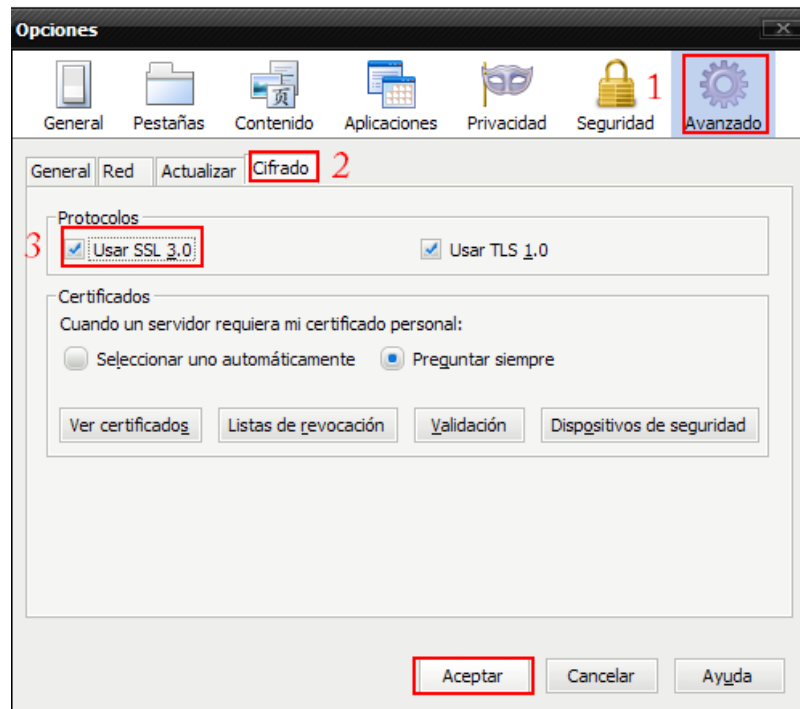 Opciones
页
General Pestañas Contenido Aplicaciones Privacidad Seguridad 1 Avanzado
General Red Actualizar Cifrado 2
Protocolos
3 Usar SSL 3.0 Usar TLS 1.0
Certificados
Cuando un servidor requiera mi certificado personal:
Seleccionar uno automáticamente Preguntar siempre
Ver certificados Listas de revocación Validación Dispositivos de seguridad
Aceptar Cancelar Ayuda